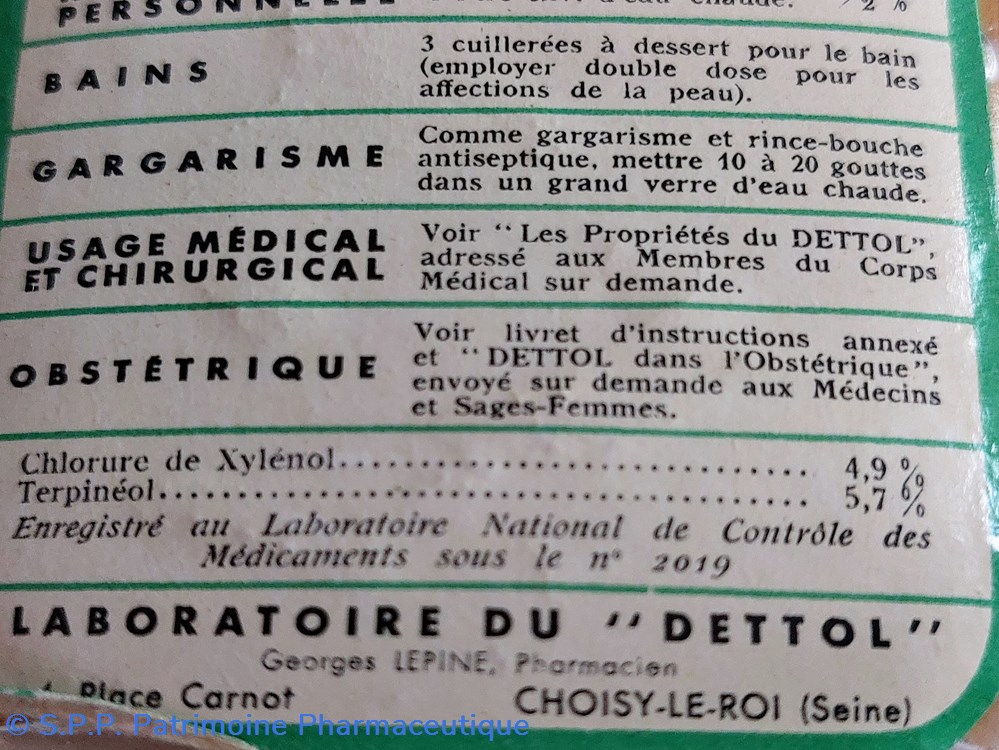 PERSONNELLE d'eau chaude. 2 %
BAINS
3 cuillerées à dessert pour le bain
(employer double dose pour les
affections de la peau).
GARGARISME
Comme gargarisme et rince-bouche
antiseptique, mettre 10 à 20 gouttes
dans un grand verre d'eau chaude.
USAGE MÉDICAL
ET CHIRURGICAL
Voir “Les Propriétés du DETTOL”,
adressé aux Membres du Corps
Médical sur demande.
OBSTÉTRIQUE
Voir livret d'instructions annexé
et “DETTOL dans l'Obstétrique”,
envoyé sur demande aux Médecins
et Sages-Femmes.
Chlorure de Xylénol.................................... 4,9 %
Terpinéol.................................................. 5,7 %
Enregistré au Laboratoire National de Contrôle des
Médicaments sous le n° 2019
LABORATOIRE DU "DETTOL"
Georges LEPINE, Pharmacien
Place Carnot CHOISY-LE-ROI (Seine)
© S.P.P. Patrimoine Pharmaceutique